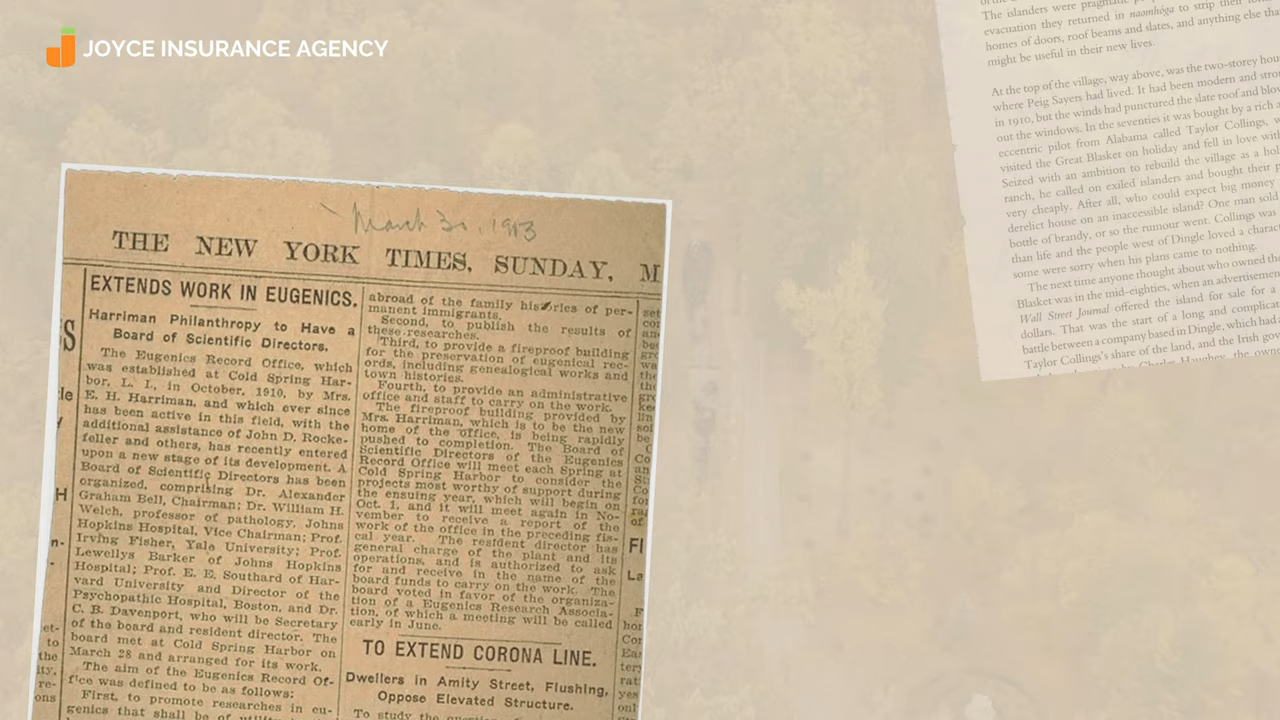 JOYCE INSURANCE AGENCY
March 30, 1913
THE NEW YORK TIMES, SUNDAY, M
EXTENDS WORK IN EUGENICS.
Harriman Philanthropy to Have a
Board of Scientific Directors.
The Eugenics Record Office, which
was established at Cold Spring Har-
bor, L. I., in October, 1910, by Mrs.
E. H. Harriman, and which ever since
has been active in this field, with the
additional assistance of John D. Rocke-
feller and others, has recently entered
upon a new stage of its development. A
Board of Scientific Directors has been
organized, comprising Dr. Alexander
Graham Bell, Chairman; Dr. William H.
Welch, professor of pathology, Johns
Hopkins Hospital, Vice Chairman; Prof.
Irving Fisher, Yale University; Prof.
Lewellys Barker of Johns Hopkins
Hospital; Prof. E. E. Southard of Har-
vard University and Director of the
Psychopathic Hospital, Boston, and Dr.
C. B. Davenport, who will be Secretary
of the board and resident director. The
board met at Cold Spring Harbor on
March 28 and arranged for its work.
The aim of the Eugenics Record Of-
fice was defined to be as follows:
First, to promote researches in eu-
genics that shall be of
abroad of the family histories of per-
manent immigrants.
Second, to publish the results of
these researches.
Third, to provide a fireproof building
for the preservation of eugenical rec-
ords, including genealogical works and
town histories.
Fourth, to provide an administrative
office and staff to carry on the work.
The fireproof building provided by
Mrs. Harriman, which is to be the new
home of the office, is being rapidly
pushed to completion. The Board of
Scientific Directors of the Eugenics
Record Office will meet each Spring at
Cold Spring Harbor to consider the
projects most worthy of support during
the ensuing year, which will begin on
Oct. 1, and it will meet again in No-
vember to receive a report of the
work of the office in the preceding fis-
cal year. The resident director has
general charge of the plant and its
operations, and is authorized to ask
for and receive in the name of the
board funds to carry on the work. The
board voted in favor of the organiza-
tion of a Eugenics Research Associa-
tion, of which a meeting will be called
early in June.
TO EXTEND CORONA LINE.
Dwellers in Amity Street, Flushing,
Oppose Elevated Structure.
To study the
The islanders were
evacuation they returned in naomhóga to strip their
homes of doors, roof beams and slates, and anything else tha
might be useful in their new lives.
At the top of the village, way above, was the two-storey hou
where Peig Sayers had lived. It had been modern and stro
in 1910, but the winds had punctured the slate roof and blo
out the windows. In the seventies it was bought by a rich a
eccentric pilot from Alabama called Taylor Collings, w
visited the Great Blasket on holiday and fell in love with
Seized with an ambition to rebuild the village as a hol
ranch, he called on exiled islanders and bought their p
very cheaply. After all, who could expect big money
derelict house on an inaccessible island? One man sold
bottle of brandy, or so the rumour went. Collings was
than life and the people west of Dingle loved a charac
some were sorry when his plans came to nothing.
The next time anyone thought about who owned the
Blasket was in the mid-eighties, when an advertisemen
Wall Street Journal offered the island for sale for a
dollars. That was the start of a long and complica
battle between a company based in Dingle, which had
Taylor Collings's share of the land, and the Irish gov
Charles Haughey, the own